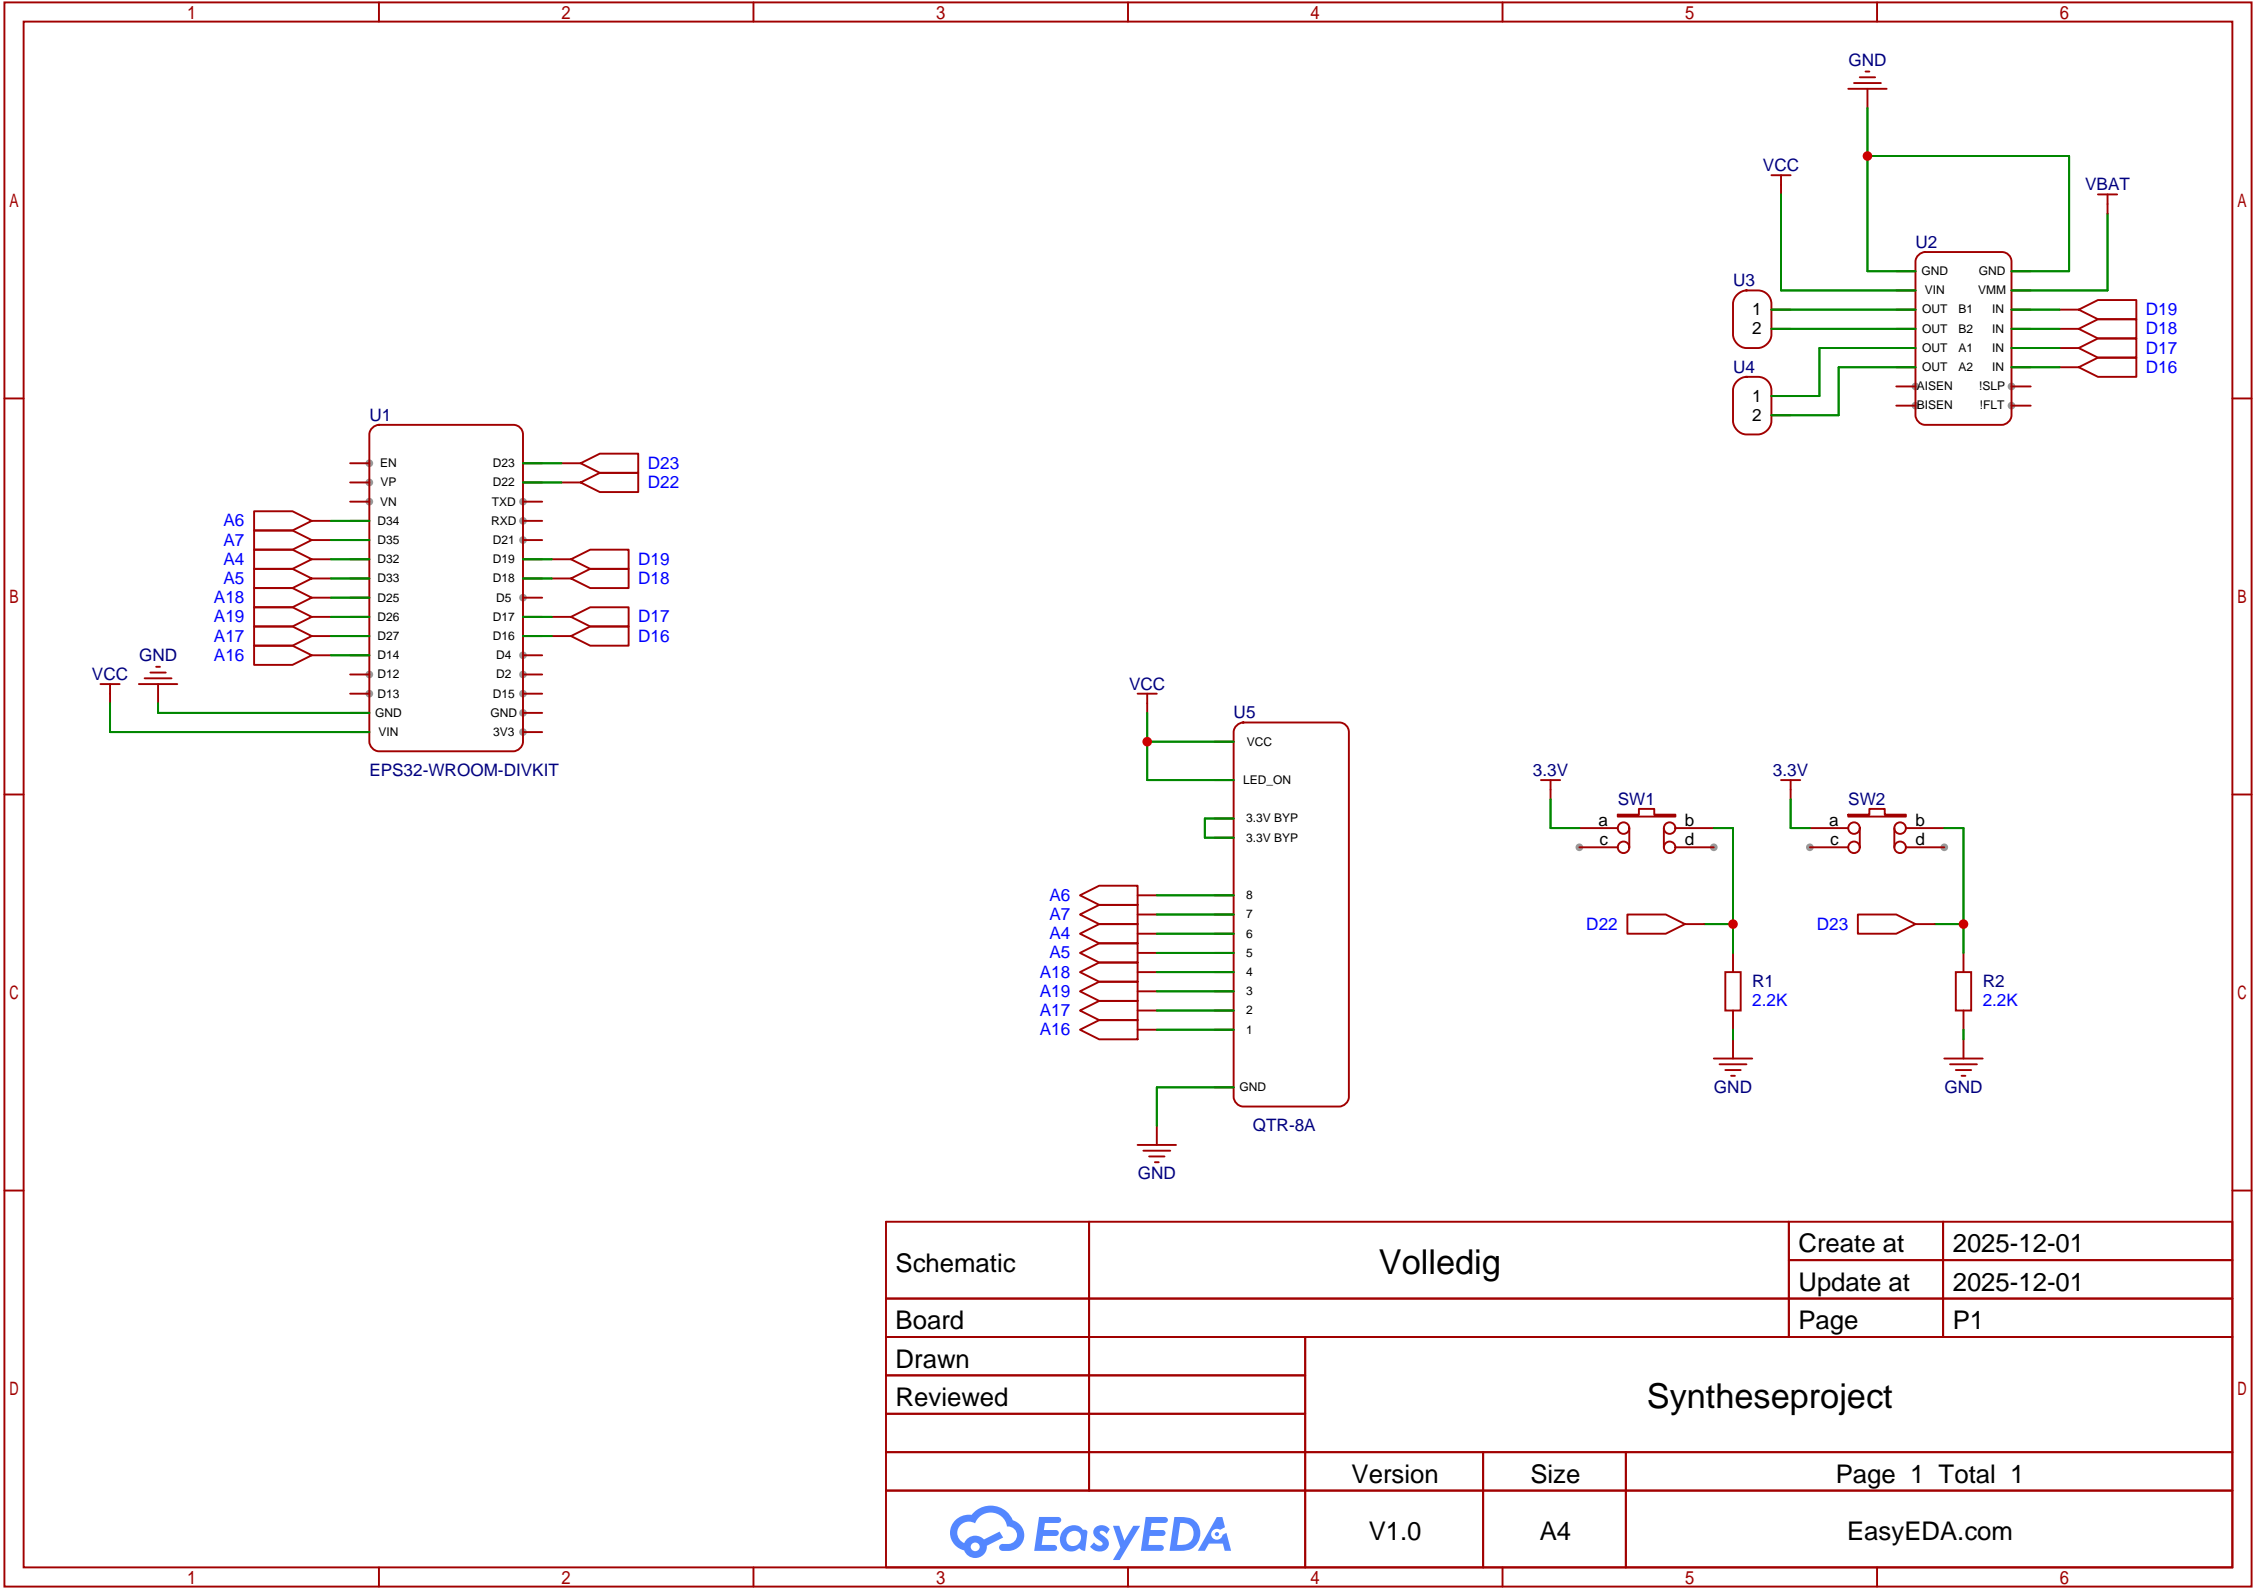 1 2 3 4 5 6
A A
B B
C C
D D
GND
VCC
VBAT
U2
GND GND
VIN VMM
OUT B1 IN
OUT B2 IN
OUT A1 IN
OUT A2 IN
AISEN !SLP
BISEN !FLT
U3
1
2
U4
1
2
D19
D18
D17
D16
U1
EN D23
VP D22
VN TXD
D34 RXD
D35 D21
D32 D19
D33 D18
D25 D5
D26 D17
D27 D16
D14 D4
D12 D2
D13 D15
GND GND
VIN 3V3
EPS32-WROOM-DIVKIT
A6
A7
A4
A5
A18
A19
A17
A16
GND
VCC
D23
D22
D19
D18
D17
D16
VCC
U5
VCC
LED_ON
3.3V BYP
3.3V BYP
A6 8
A7 7
A4 6
A5 5
A18 4
A19 3
A17 2
A16 1
GND
QTR-8A
GND
3.3V
SW1
a b
c d
D22
R1
2.2K
GND
3.3V
SW2
a b
c d
D23
R2
2.2K
GND
Schematic Volledig Create at 2025-12-01
Update at 2025-12-01
Board Page P1
Drawn
Reviewed
Syntheseproject
Version Size Page 1 Total 1
EasyEDA V1.0 A4 EasyEDA.com
1 2 3 4 5 6